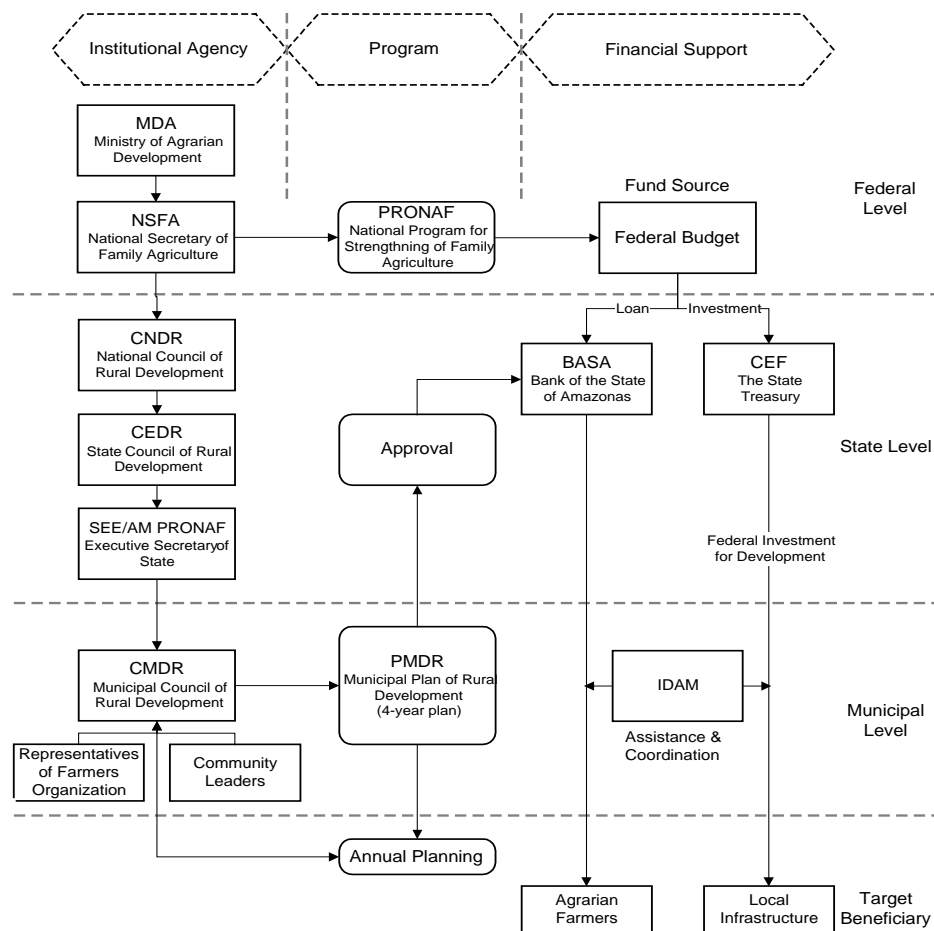 Institutional Agency
Program
Financial Support
MDA
Ministry of Agrarian
Development
Fund Source
Federal
Level
NSFA
National Secretary of
Family Agriculture
PRONAF
National Program for
Strengthning of Family
Agriculture
Federal Budget
Loan
Investment
CNDR
National Council of
Rural Development
BASA
Bank of the State
of Amazonas
CEF
The State
Treasury
CEDR
State Council of Rural
Development
Approval
State Level
SEE/AM PRONAF
Executive Secretary of
State
Federal Investment
for Development
CMDR
Municipal Council of
Rural Development
PMDR
Municipal Plan of Rural
Development
(4-year plan)
IDAM
Municipal
Level
Assistance &
Coordination
Representatives
of Farmers
Organization
Community
Leaders
Annual Planning
Agrarian
Farmers
Local
Infrastructure
Target
Beneficiary